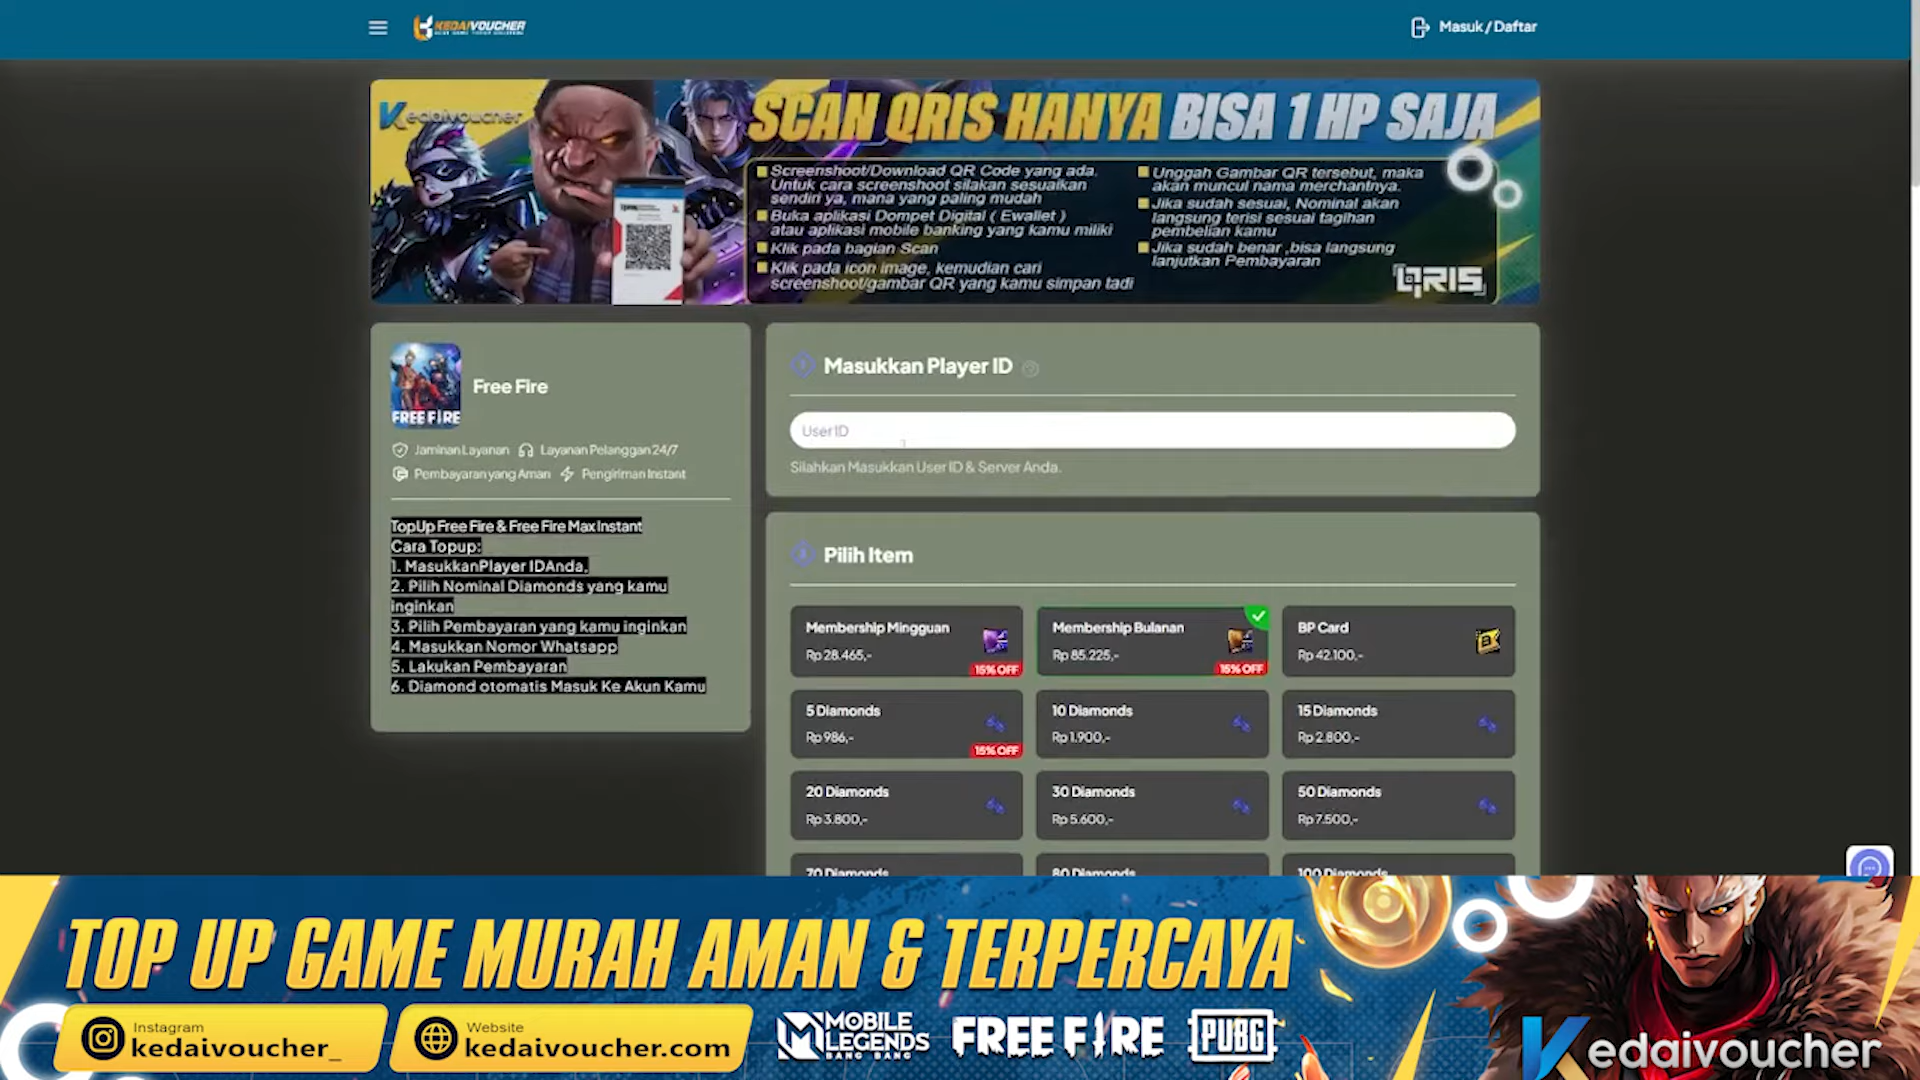 KEDAIVOUCHER
Masuk / Daftar
Kedaivoucher
SCAN QRIS HANYA BISA 1 HP SAJA
Screenshoot/Download QR Code yang ada.
Untuk cara screenshoot silakan sesuaikan
sendiri ya, mana yang paling mudah
Buka aplikasi Dompet Digital ( Ewallet )
atau aplikasi mobile banking yang kamu miliki
Klik pada bagian Scan
Klik pada icon image, kemudian cari
screenshoot/gambar QR yang kamu simpan tadi
Unggah Gambar QR tersebut, maka
akan muncul nama merchantnya.
Jika sudah sesuai, Nominal akan
langsung terisi sesuai tagihan
pembelian kamu
Jika sudah benar ,bisa langsung
lanjutkan Pembayaran
QRIS
FREE FIRE
Free Fire
Jaminan Layanan
Layanan Pelanggan 24/7
Pembayaran yang Aman
Pengiriman Instant
TopUp Free Fire & Free Fire Max Instant
Cara Topup:
1. MasukkanPlayer IDAnda,
2. Pilih Nominal Diamonds yang kamu
inginkan
3. Pilih Pembayaran yang kamu inginkan
4. Masukkan Nomor Whatsapp
5. Lakukan Pembayaran
6. Diamond otomatis Masuk Ke Akun Kamu
Masukkan Player ID
UserID
Silahkan Masukkan User ID & Server Anda.
Pilih Item
Membership Mingguan
Rp 28.465,-
15% OFF
Membership Bulanan
Rp 85.225,-
15% OFF
BP Card
Rp 42.100,-
5 Diamonds
Rp 986,-
15% OFF
10 Diamonds
Rp 1.900,-
15 Diamonds
Rp 2.800,-
20 Diamonds
Rp 3.800,-
30 Diamonds
Rp 5.600,-
50 Diamonds
Rp 7.500,-
70 Diamonds
80 Diamonds
100 Diamonds
TOP UP GAME MURAH AMAN & TERPERCAYA
Instagram
kedaivoucher_
Website
kedaivoucher.com
MOBILE
LEGENDS
BANG BANG
FREE FIRE
PUBG
Kedaivoucher